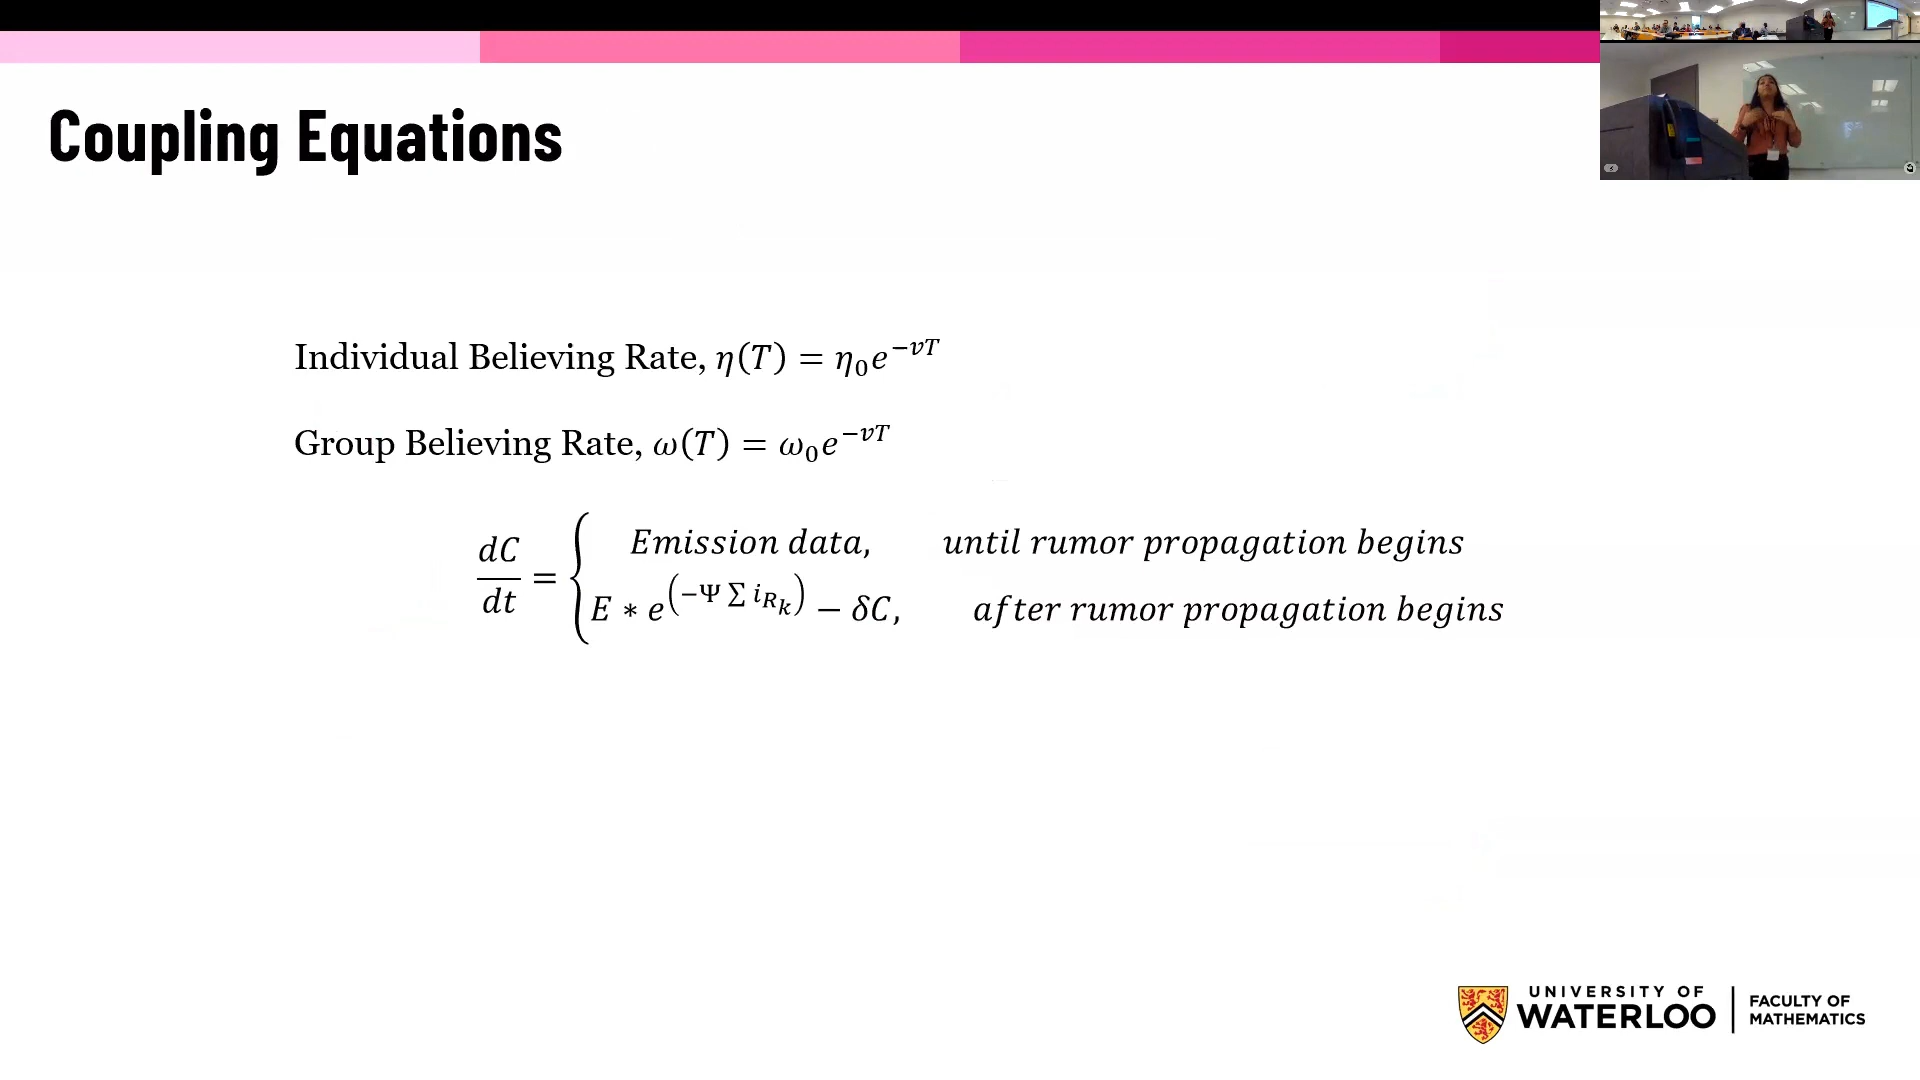 Coupling Equations
Individual Believing Rate, η(T) = η₀e^{−νT}
Group Believing Rate, ω(T) = ω₀e^{−νT}
dC/dt = { Emission data, until rumor propagation begins
E ∗ e^{(−Ψ ∑ i_{R_k})} − δC, after rumor propagation begins
UNIVERSITY OF
WATERLOO
FACULTY OF
MATHEMATICS